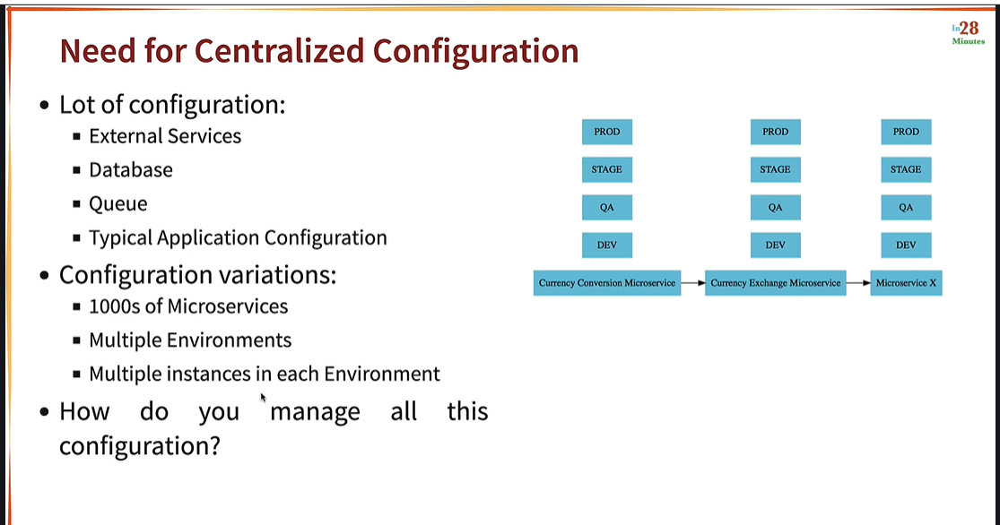 In28
Minutes
Need for Centralized Configuration
• Lot of configuration:
▪ External Services
▪ Database
▪ Queue
▪ Typical Application Configuration
• Configuration variations:
▪ 1000s of Microservices
▪ Multiple Environments
▪ Multiple instances in each Environment
• How do you manage all this
configuration?
PROD PROD PROD
STAGE STAGE STAGE
QA QA QA
DEV DEV DEV
Currency Conversion Microservice Currency Exchange Microservice Microservice X